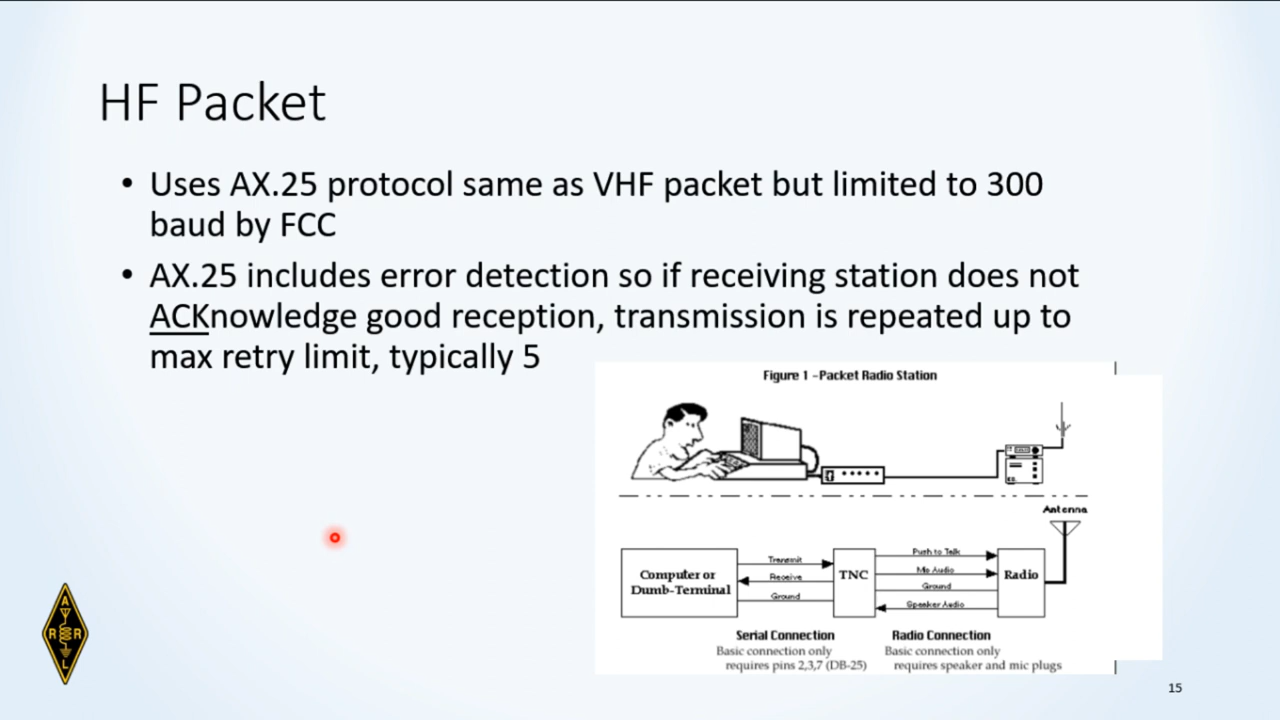 HF Packet
• Uses AX.25 protocol same as VHF packet but limited to 300
baud by FCC
• AX.25 includes error detection so if receiving station does not
ACKnowledge good reception, transmission is repeated up to
max retry limit, typically 5
Figure 1 -Packet Radio Station
Antenna
Computer or
Dumb-Terminal
Transmit
Receive
Ground
TNC
Push to Talk
Mic Audio
Ground
Speaker Audio
Radio
Serial Connection
Basic connection only
requires pins 2,3,7 (DB-25)
Radio Connection
Basic connection only
requires speaker and mic plugs
A
R R
L
15